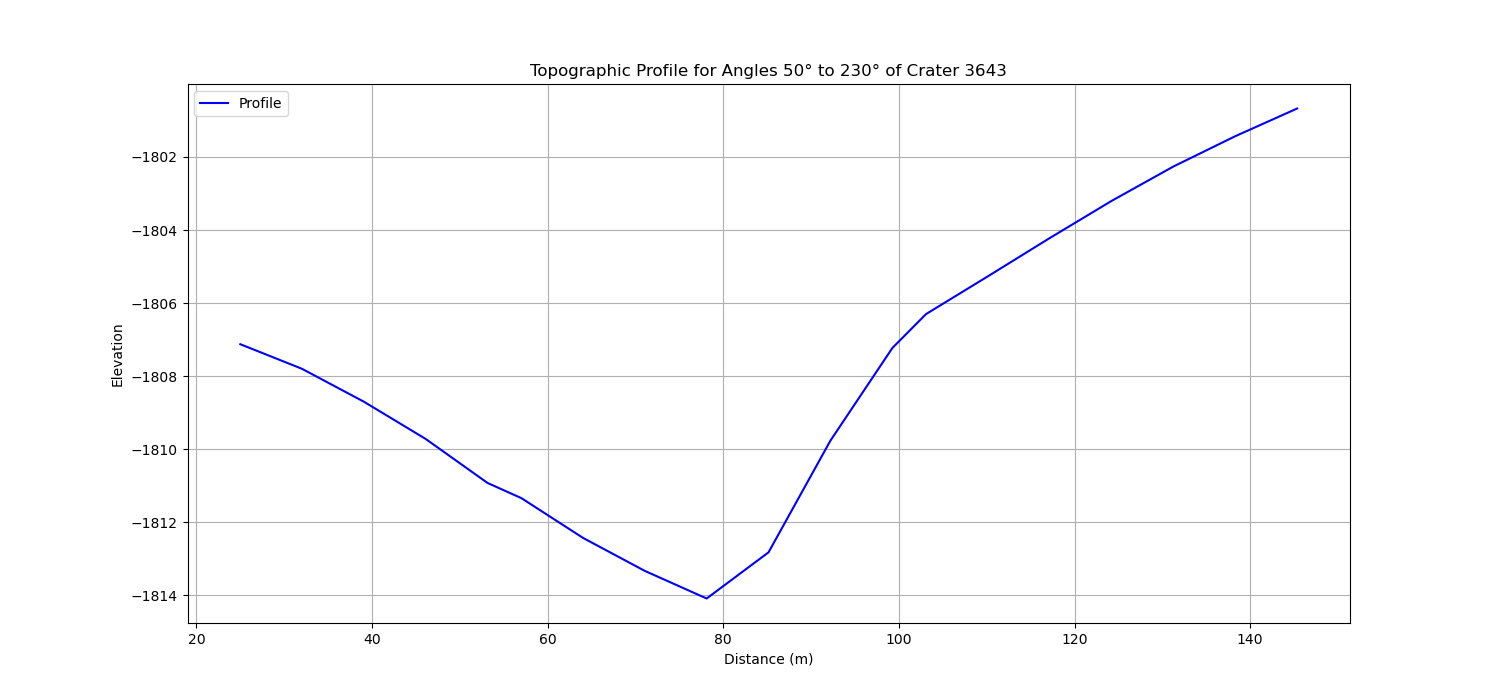 Topographic Profile for Angles 50° to 230° of Crater 3643
Profile
−1802
−1804
−1806
−1808
−1810
−1812
−1814
Elevation
20 40 60 80 100 120 140
Distance (m)